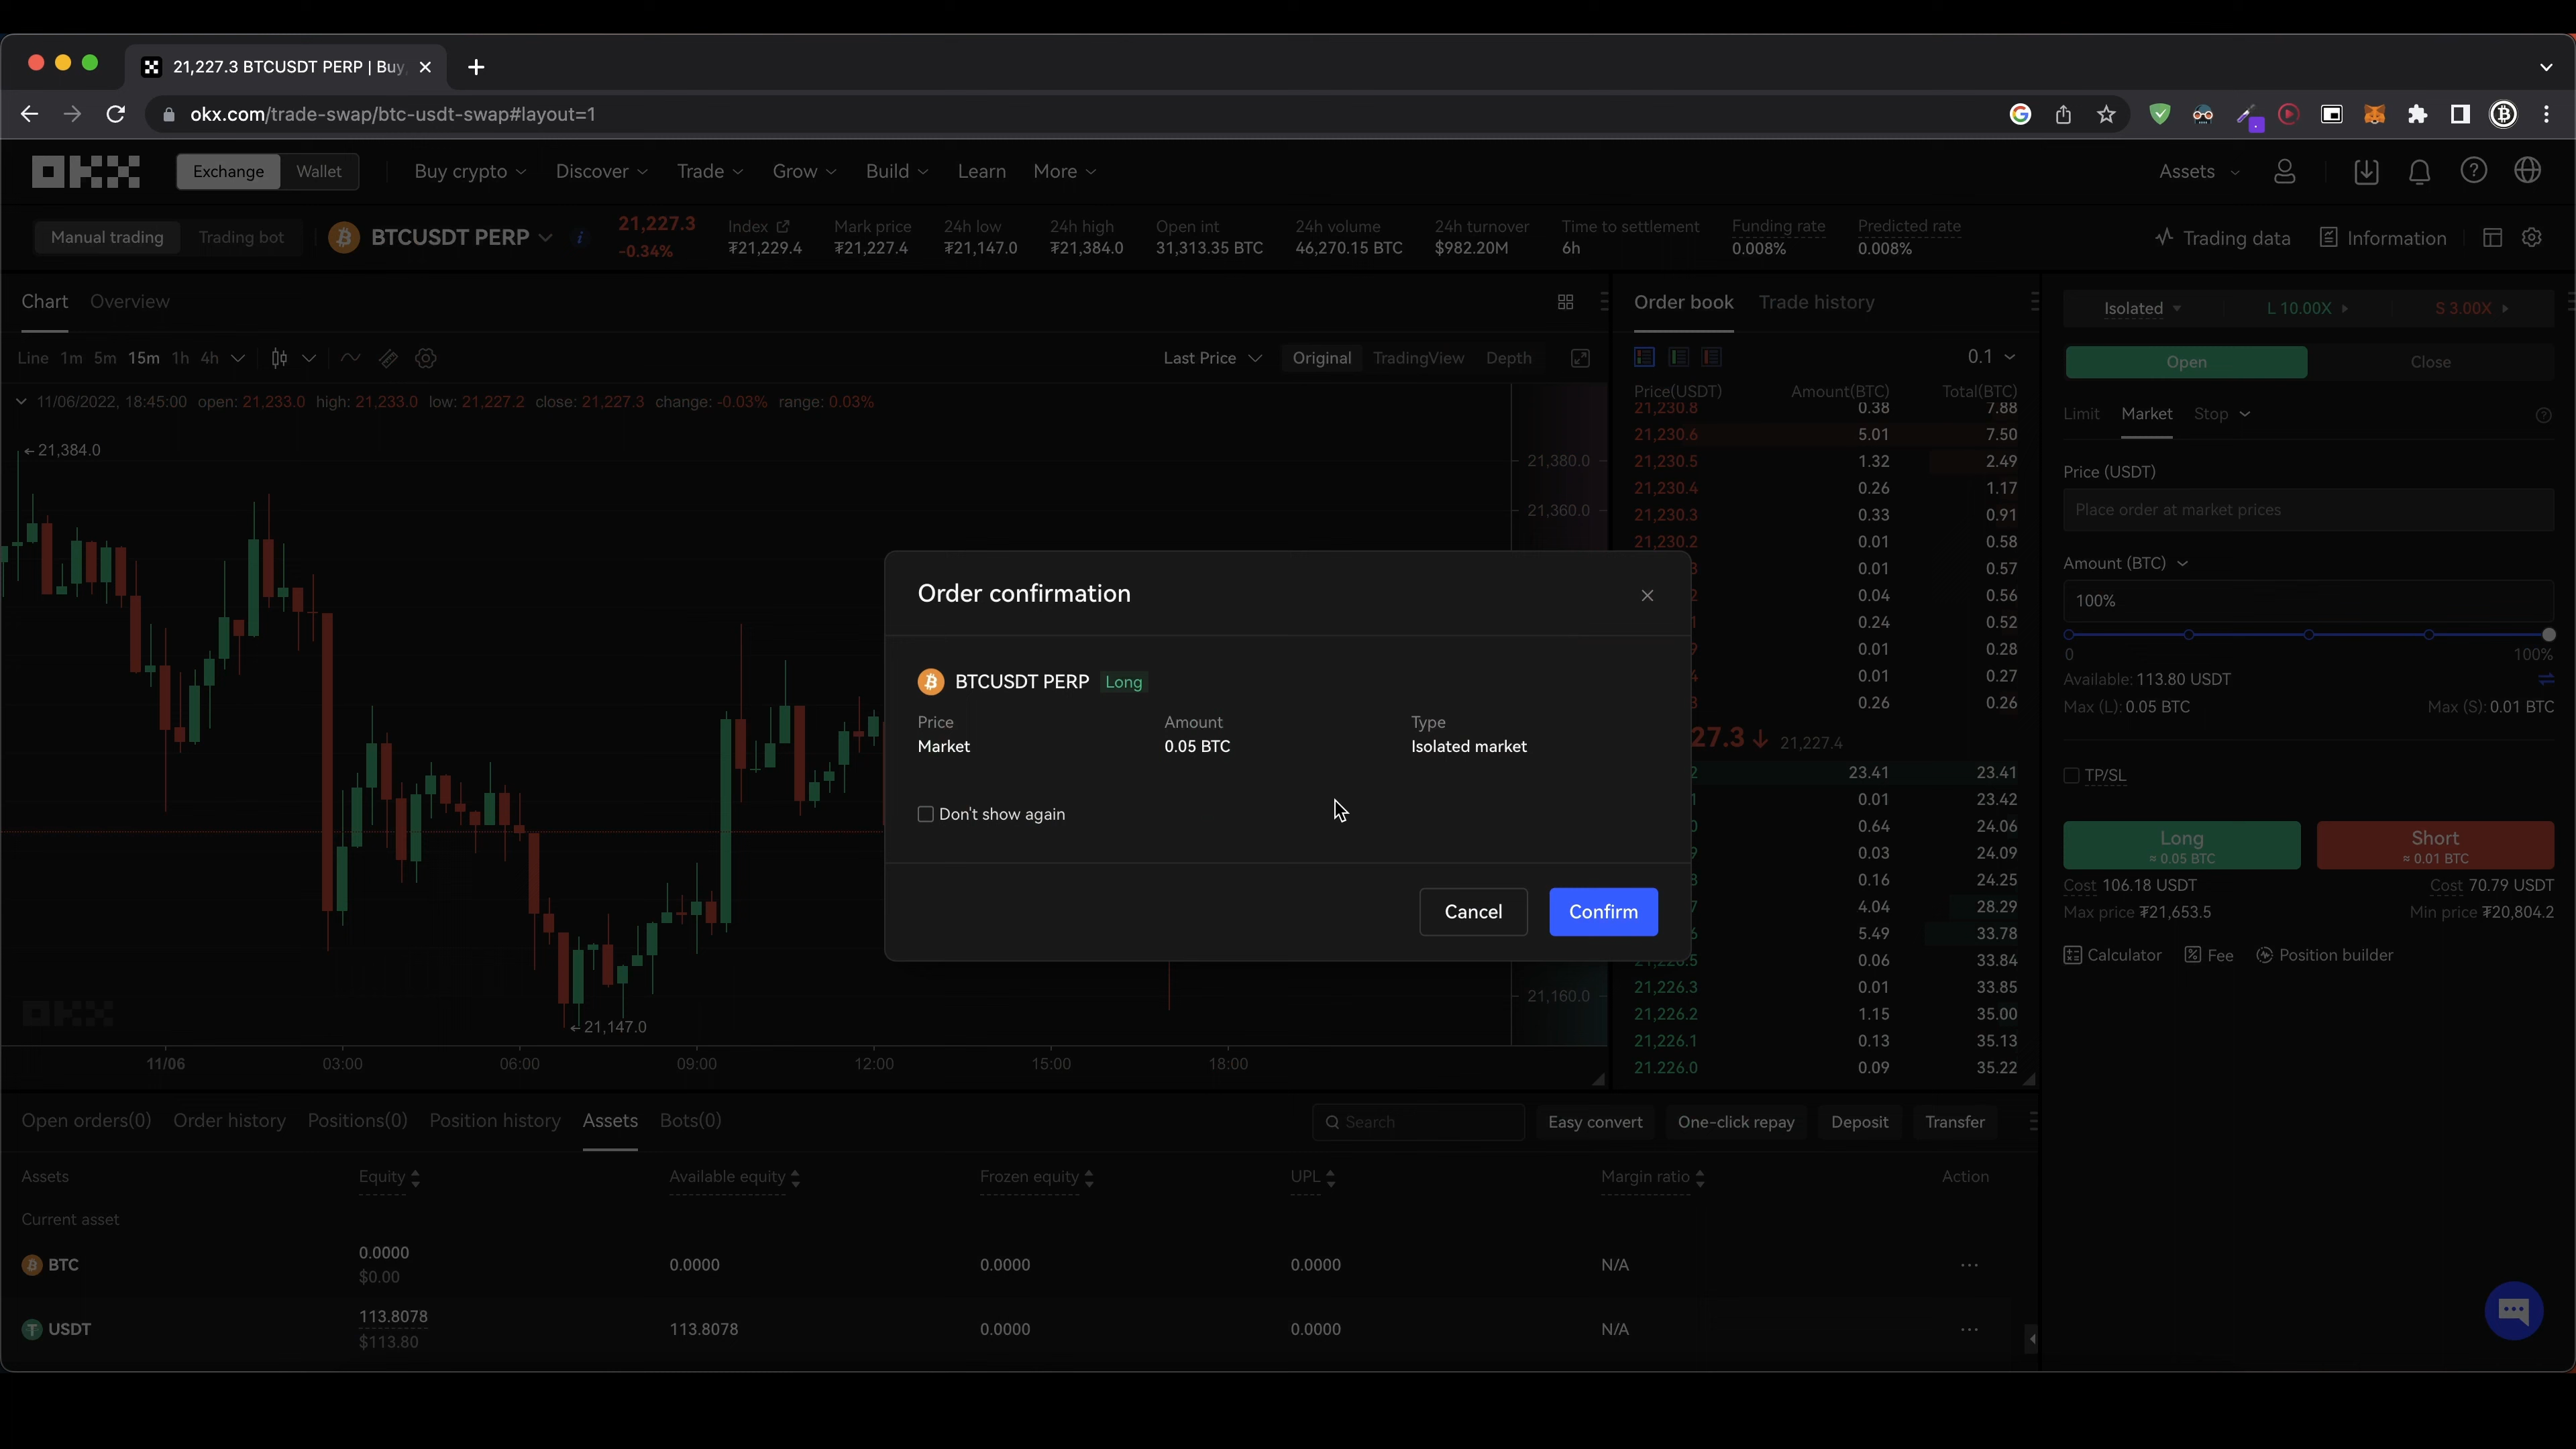 21,227.3 BTCUSDT PERP | Buy,
okx.com/trade-swap/btc-usdt-swap#layout=1
OKX Exchange Wallet Buy crypto Discover Trade Grow Build Learn More Assets
Manual trading Trading bot BTCUSDT PERP 21,227.3 -0.34% Index ₮21,229.4 Mark price ₮21,227.4 24h low ₮21,147.0 24h high ₮21,384.0 Open int 31,313.35 BTC 24h volume 46,270.15 BTC 24h turnover $982.20M Time to settlement 6h Funding rate 0.008% Predicted rate 0.008% Trading data Information
Chart Overview
Line 1m 5m 15m 1h 4h Last Price Original TradingView Depth
11/06/2022, 18:45:00 open: 21,233.0 high: 21,233.0 low: 21,227.2 close: 21,227.3 change: -0.03% range: 0.03%
21,384.0
21,380.0
21,360.0
21,160.0
21,147.0
OKX
11/06 03:00 06:00 09:00 12:00 15:00 18:00
Order confirmation
BTCUSDT PERP Long
Price Amount Type
Market 0.05 BTC Isolated market
Don't show again
Cancel Confirm
Order book Trade history
0.1
Price(USDT) Amount(BTC) Total(BTC)
21,230.8 0.38 7.88
21,230.6 5.01 7.50
21,230.5 1.32 2.49
21,230.4 0.26 1.17
21,230.3 0.33 0.91
21,230.2 0.01 0.58
3 0.01 0.57
2 0.04 0.56
1 0.24 0.52
9 0.01 0.28
4 0.01 0.27
3 0.26 0.26
27.3 21,227.4
2 23.41 23.41
1 0.01 23.42
0 0.64 24.06
9 0.03 24.09
8 0.16 24.25
7 4.04 28.29
6 5.49 33.78
21,226.5 0.06 33.84
21,226.3 0.01 33.85
21,226.2 1.15 35.00
21,226.1 0.13 35.13
21,226.0 0.09 35.22
Isolated L 10.00X S 3.00X
Open Close
Limit Market Stop
Price (USDT)
Place order at market prices
Amount (BTC)
100%
0 100%
Available: 113.80 USDT
Max (L): 0.05 BTC Max (S): 0.01 BTC
TP/SL
Long ≈ 0.05 BTC Short ≈ 0.01 BTC
Cost 106.18 USDT Cost 70.79 USDT
Max price ₮21,653.5 Min price ₮20,804.2
Calculator Fee Position builder
Open orders(0) Order history Positions(0) Position history Assets Bots(0) Search Easy convert One-click repay Deposit Transfer
Assets Equity Available equity Frozen equity UPL Margin ratio Action
Current asset
BTC 0.0000 $0.00 0.0000 0.0000 0.0000 N/A
USDT 113.8078 $113.80 113.8078 0.0000 0.0000 N/A